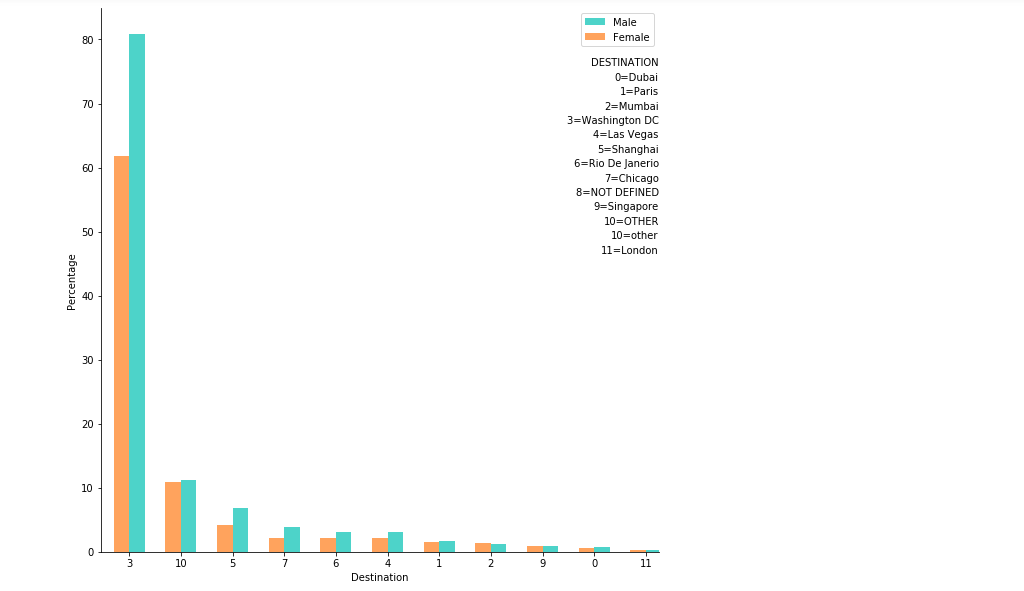 Male
Female
DESTINATION
0=Dubai
1=Paris
2=Mumbai
3=Washington DC
4=Las Vegas
5=Shanghai
6=Rio De Janerio
7=Chicago
8=NOT DEFINED
9=Singapore
10=OTHER
10=other
11=London
80
70
60
50
40
30
20
10
0
Percentage
3 10 5 7 6 4 1 2 9 0 11
Destination